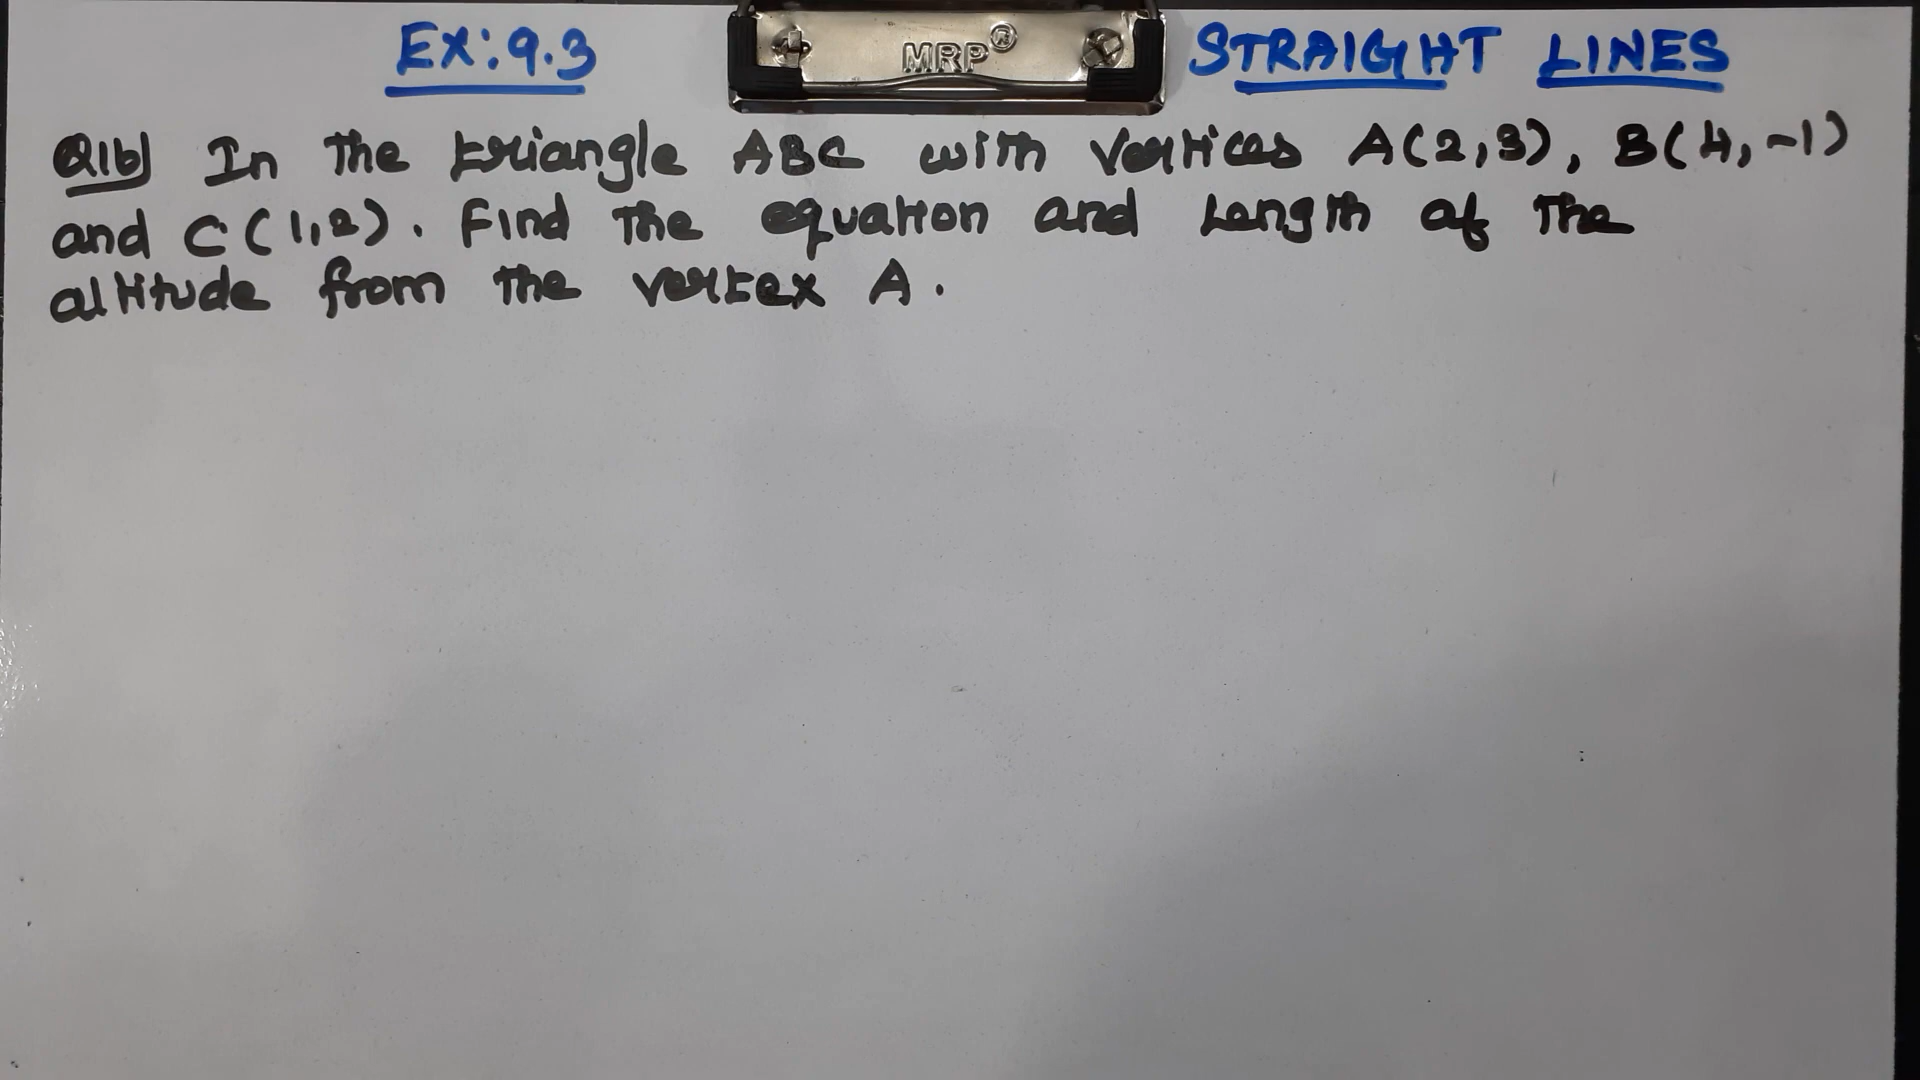 EX:9.3
MRP®
STRAIGHT LINES
Q16) In the triangle ABC with vertices A(2,3), B(4,-1)
and C(1,2). Find the equation and Length of the
altitude from the vertex A.